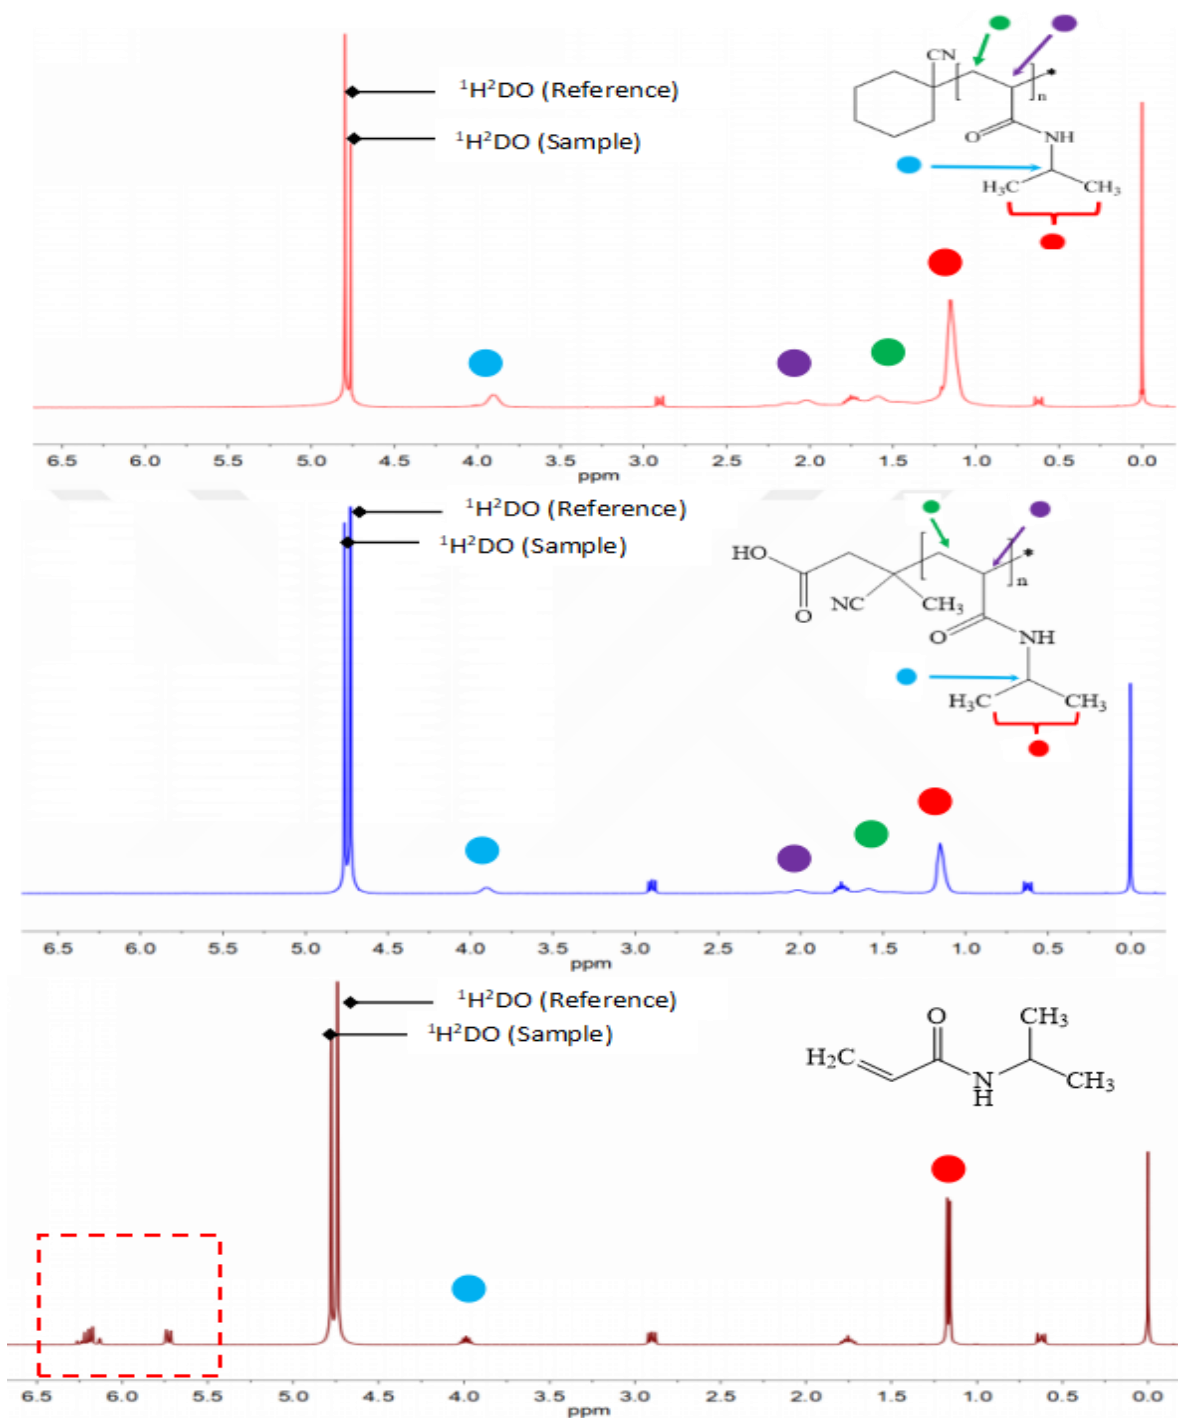 ¹H²DO (Reference)
¹H²DO (Sample)
CN
*
n
O
NH
H₃C
CH₃
6.5 6.0 5.5 5.0 4.5 4.0 3.5 3.0 2.5 2.0 1.5 1.0 0.5 0.0
ppm
¹H²DO (Reference)
¹H²DO (Sample)
HO
*
n
O
NC
CH₃
O
NH
H₃C
CH₃
6.5 6.0 5.5 5.0 4.5 4.0 3.5 3.0 2.5 2.0 1.5 1.0 0.5 0.0
ppm
¹H²DO (Reference)
¹H²DO (Sample)
O
CH₃
H₂C
N
H
CH₃
6.5 6.0 5.5 5.0 4.5 4.0 3.5 3.0 2.5 2.0 1.5 1.0 0.5 0.0
ppm